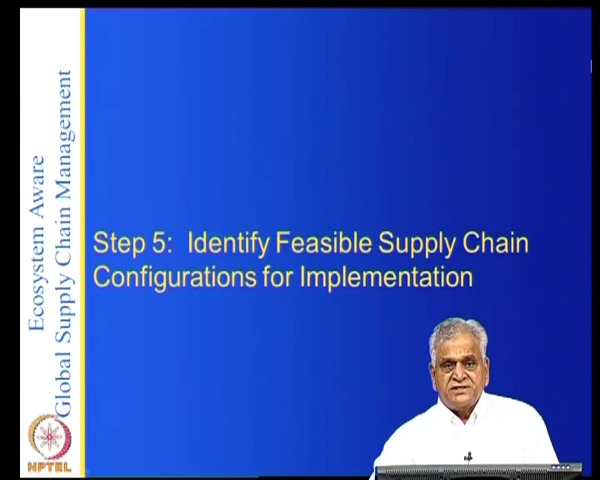 Ecosystem Aware
Global Supply Chain Management
Step 5: Identify Feasible Supply Chain
Configurations for Implementation
NPTEL